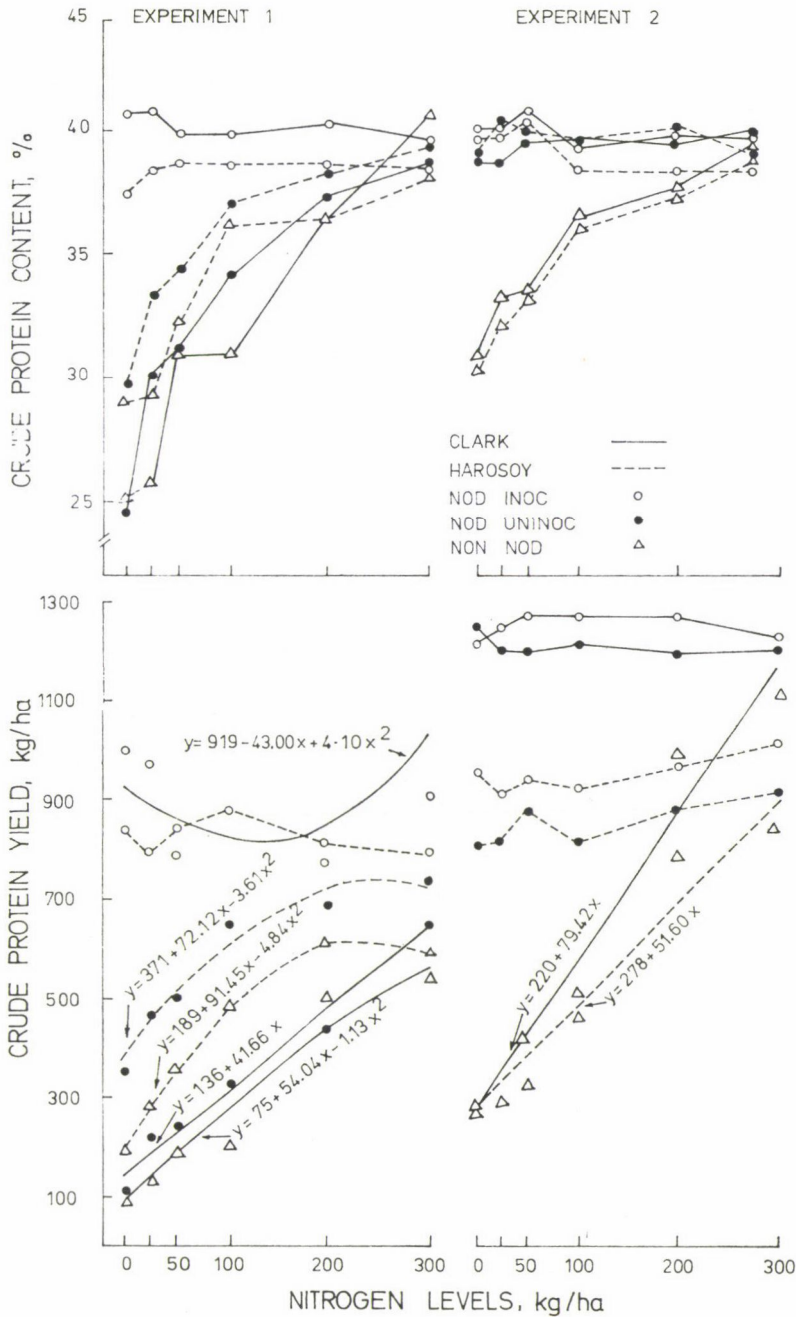 EXPERIMENT 1
EXPERIMENT 2
45
40
35
30
25
CRUDE PROTEIN CONTENT, %
CLARK
HAROSOY
NOD INOC
NOD UNINOC
NON NOD
1300
1100
900
700
500
300
100
CRUDE PROTEIN YIELD, kg/ha
y= 919-43.00x+4·10x2
y=371+72.12x-3.61x2
y=189+91.45x-4.84x2
y=136+41.66 x
y=75+54.04x-1.13x2
y=220+79.42x
y=278+51.60 x
0 50 100 200 300
0 50 100 200 300
NITROGEN LEVELS, kg/ha